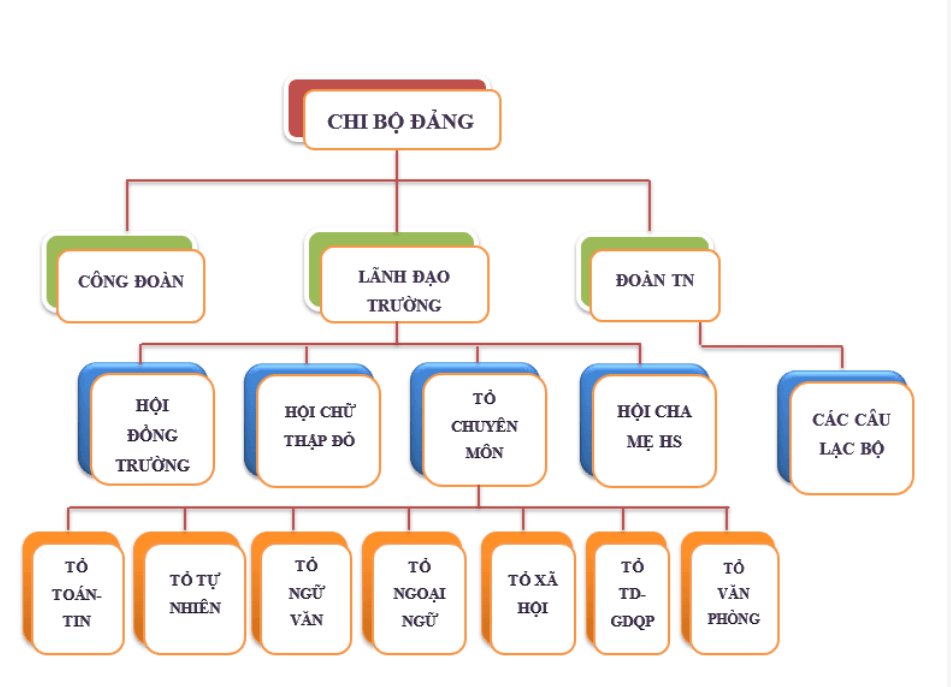 CHI BỘ ĐẢNG
CÔNG ĐOÀN
LÃNH ĐẠO
TRƯỜNG
ĐOÀN TN
HỘI
ĐỒNG
TRƯỜNG
HỘI CHỮ
THẬP ĐỎ
TỔ
CHUYÊN
MÔN
HỘI CHA
MẸ HS
CÁC CÂU
LẠC BỘ
TỔ
TOÁN-
TIN
TỔ TỰ
NHIÊN
TỔ
NGỮ
VĂN
TỔ
NGOẠI
NGỮ
TỔ XÃ
HỘI
TỔ
TD-
GDQP
TỔ
VĂN
PHÒNG